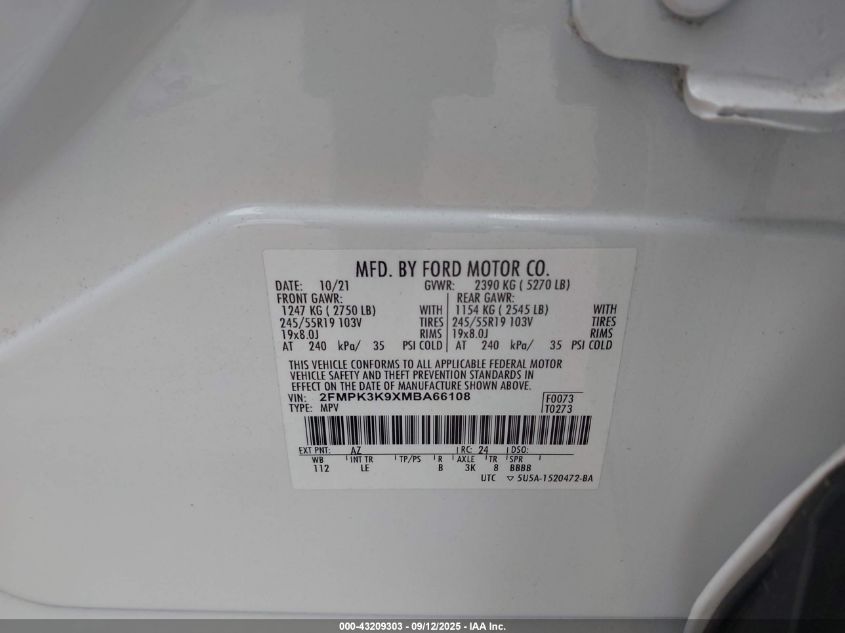 MFD. BY FORD MOTOR CO.
DATE: 10/21 GVWR: 2390 KG ( 5270 LB)
FRONT GAWR: REAR GAWR:
1247 KG ( 2750 LB) WITH 1154 KG ( 2545 LB) WITH
245/55R19 103V TIRES 245/55R19 103V TIRES
19x8.0J RIMS 19x8.0J RIMS
AT 240 kPa/ 35 PSI COLD AT 240 kPa/ 35 PSI COLD
THIS VEHICLE CONFORMS TO ALL APPLICABLE FEDERAL MOTOR
VEHICLE SAFETY AND THEFT PREVENTION STANDARDS IN
EFFECT ON THE DATE OF MANUFACTURE SHOWN ABOVE.
VIN: 2FMPK3K9XMBA66108 F0073
TYPE: MPV T0273
EXT PNT: AZ RC: 24 DSO:
WB INT TR TP/PS R AXLE TR SPR
112 LE B 3K 8 BBBB
UTC ▽ 5U5A-1520472-BA
000-43209303 - 09/12/2025 - IAA Inc.